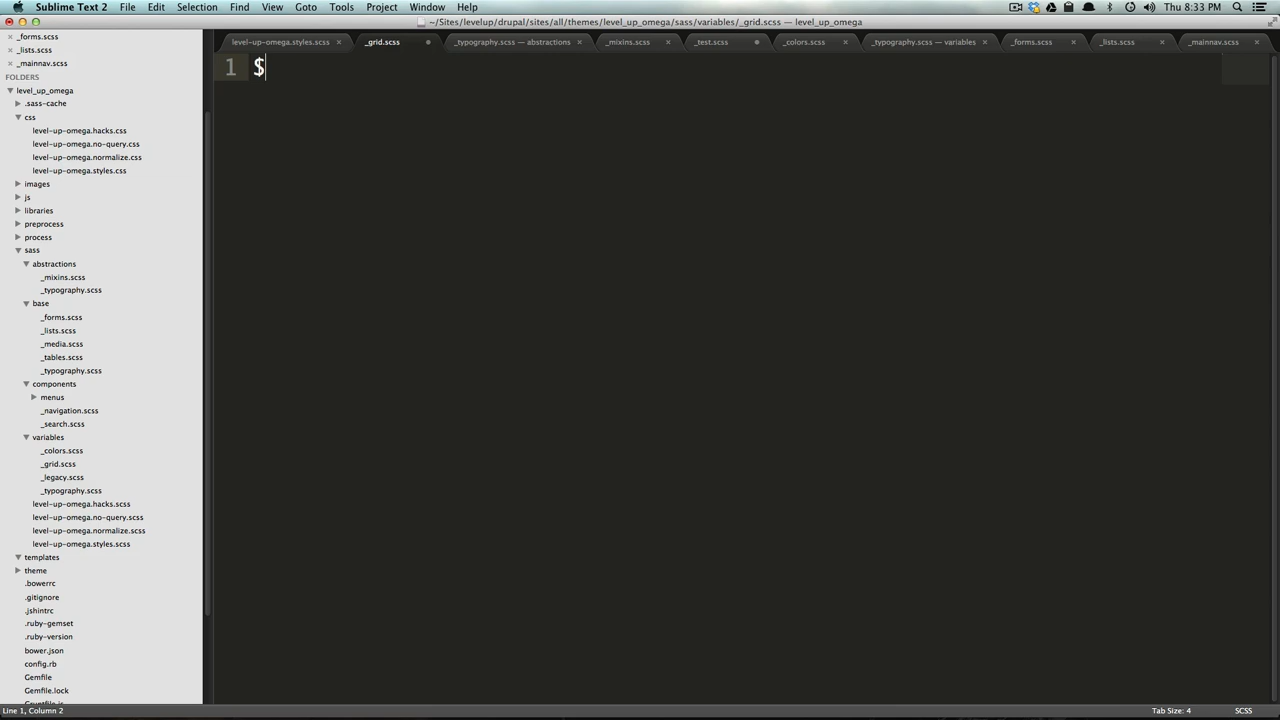 Sublime Text 2 File Edit Selection Find View Goto Tools Project Window Help Thu 8:33 PM
~/Sites/levelup/drupal/sites/all/themes/level_up_omega/sass/variables/_grid.scss — level_up_omega
level-up-omega.styles.scss _grid.scss _typography.scss — abstractions _mixins.scss _test.scss _colors.scss _typography.scss — variables _forms.scss _lists.scss _mainnav.scss
_forms.scss
_lists.scss
_mainnav.scss
FOLDERS
level_up_omega
.sass-cache
css
level-up-omega.hacks.css
level-up-omega.no-query.css
level-up-omega.normalize.css
level-up-omega.styles.css
images
js
libraries
preprocess
process
sass
abstractions
_mixins.scss
_typography.scss
base
_forms.scss
_lists.scss
_media.scss
_tables.scss
_typography.scss
components
menus
_navigation.scss
_search.scss
variables
_colors.scss
_grid.scss
_legacy.scss
_typography.scss
level-up-omega.hacks.scss
level-up-omega.no-query.scss
level-up-omega.normalize.scss
level-up-omega.styles.scss
templates
theme
.bowerrc
.gitignore
.jshintrc
.ruby-gemset
.ruby-version
bower.json
config.rb
Gemfile
Gemfile.lock
1 $
Line 1, Column 2 Tab Size: 4 SCSS